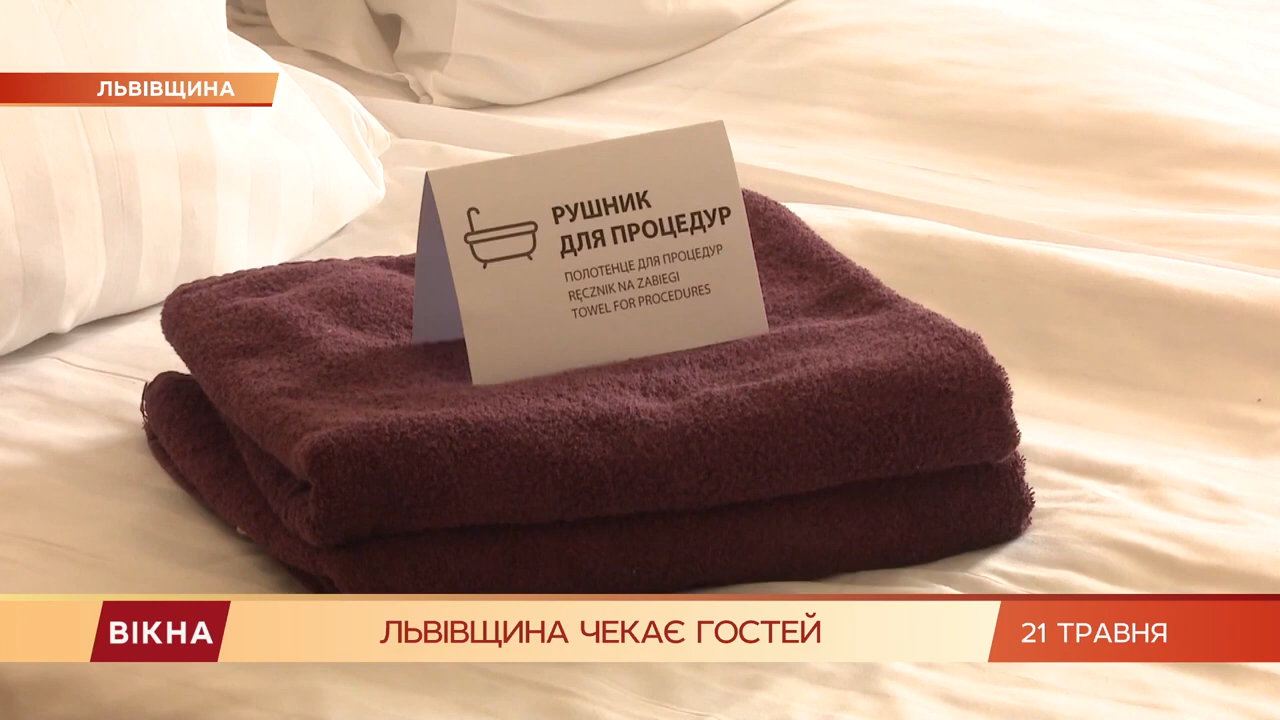 ЛЬВІВЩИНА
РУШНИК
ДЛЯ ПРОЦЕДУР
ПОЛОТЕНЦЕ ДЛЯ ПРОЦЕДУР
RĘCZNIK NA ZABIEGI
TOWEL FOR PROCEDURES
ВІКНА
ЛЬВІВЩИНА ЧЕКАЄ ГОСТЕЙ
21 ТРАВНЯ